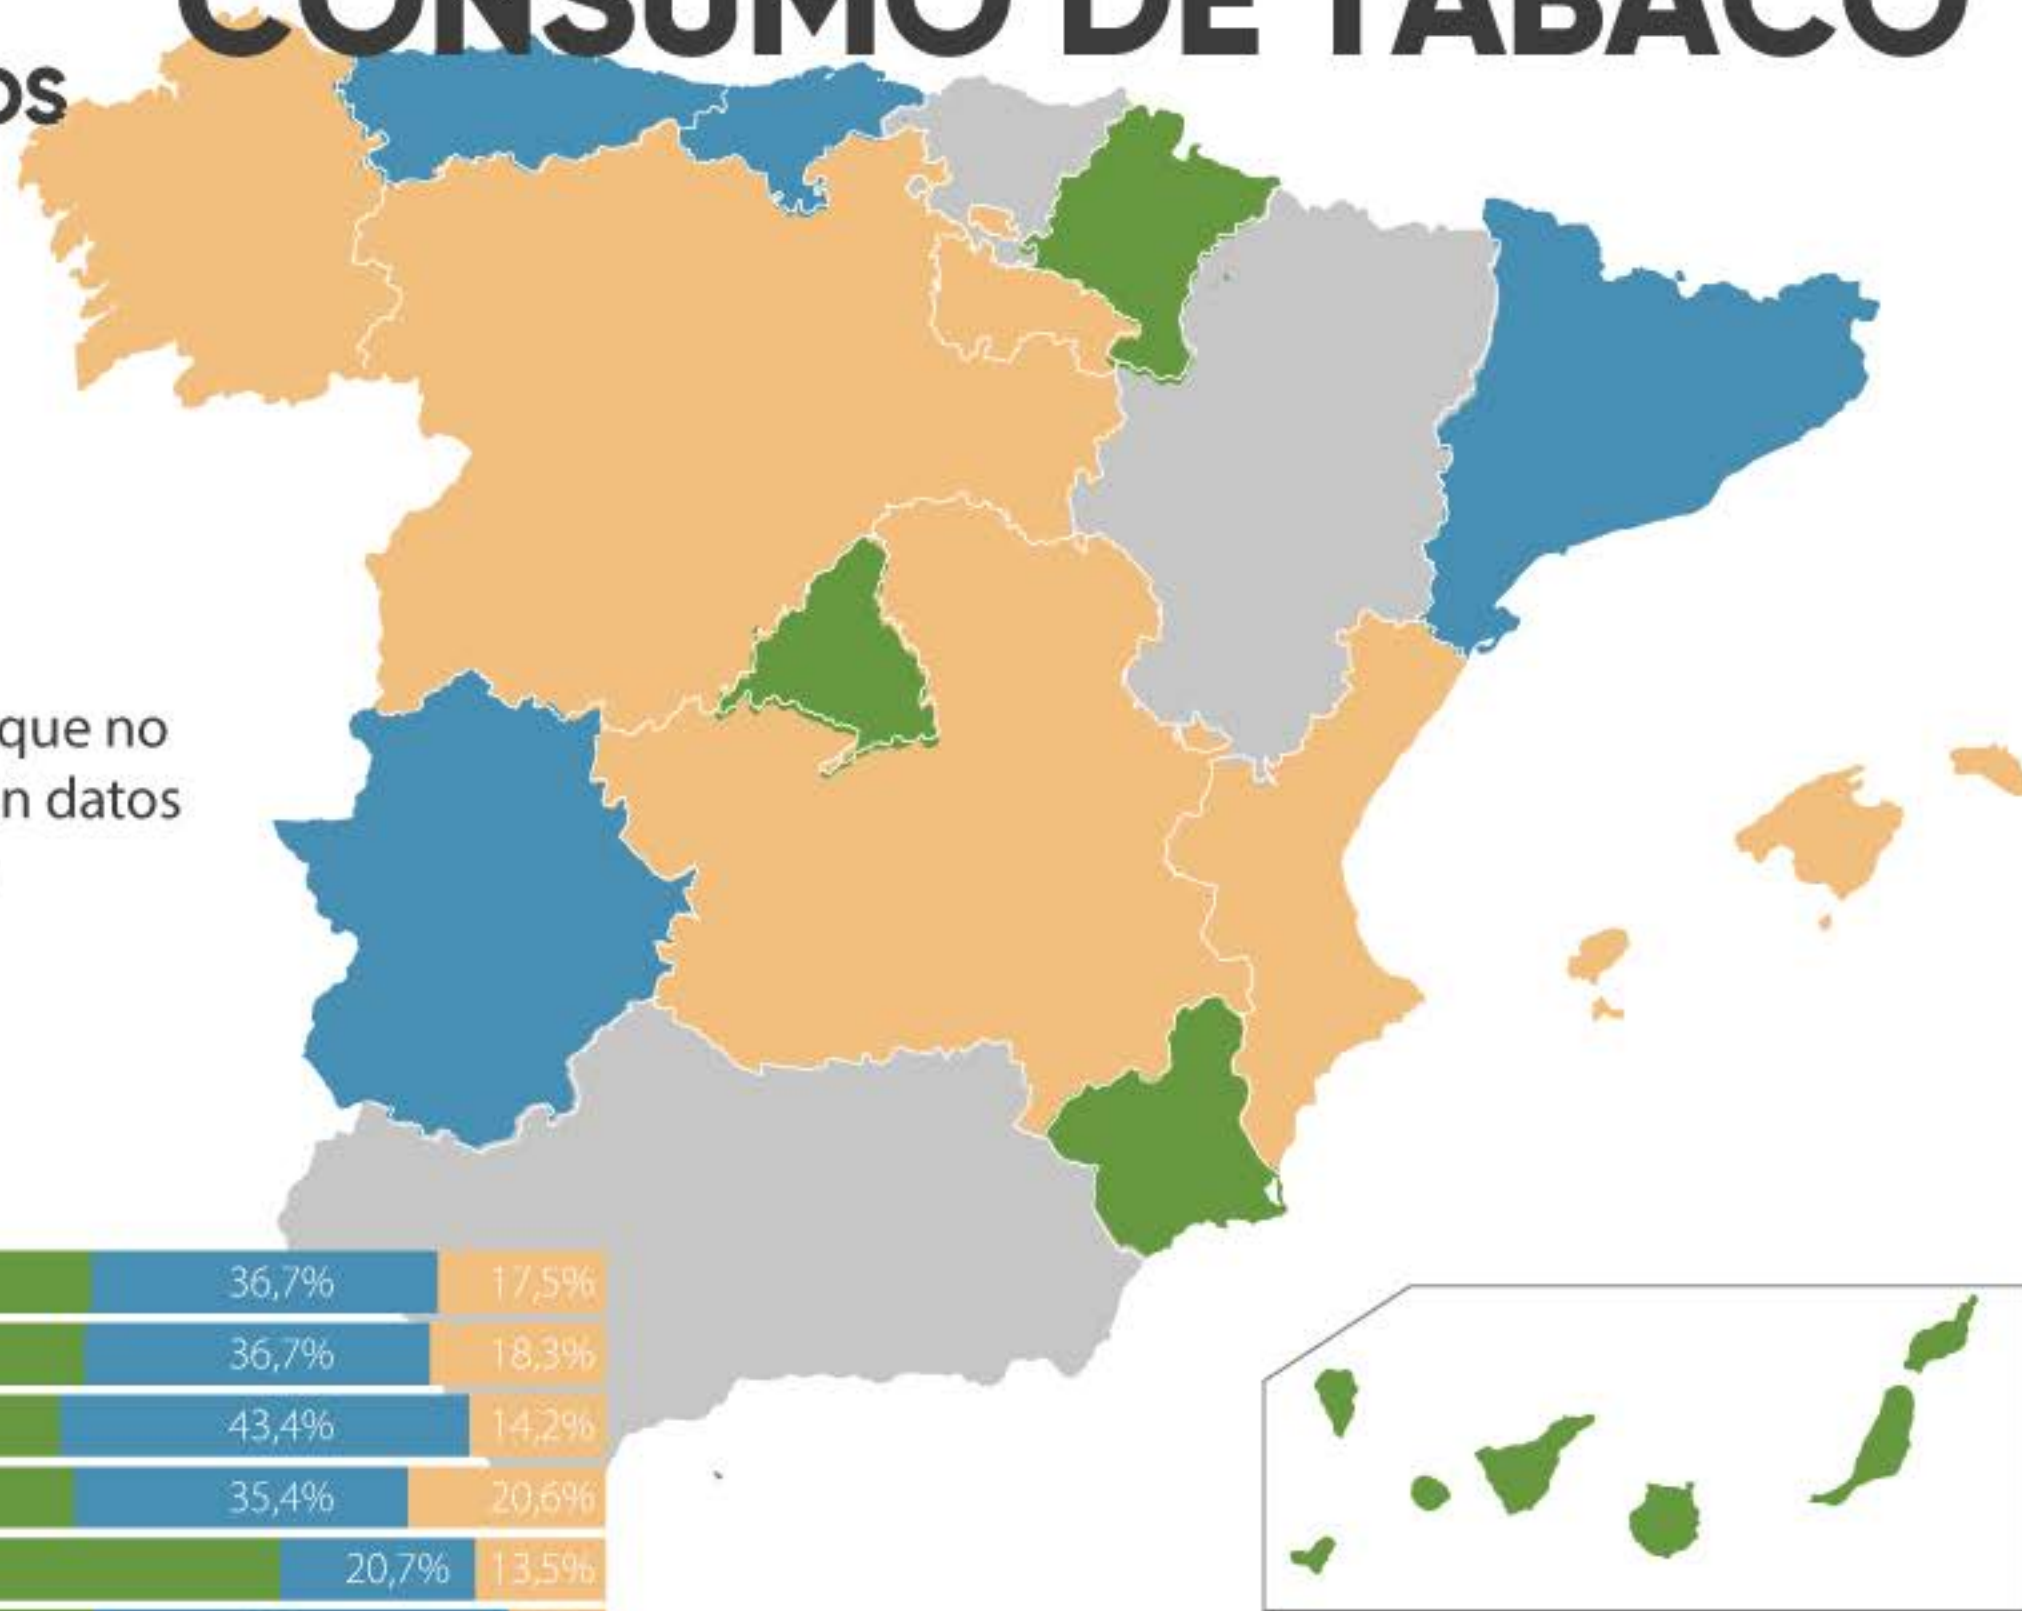 CONSUMO DE TABACO
os
que no
n datos
36,7% 17,5%
36,7% 18,3%
43,4% 14,2%
35,4% 20,6%
20,7% 13,5%